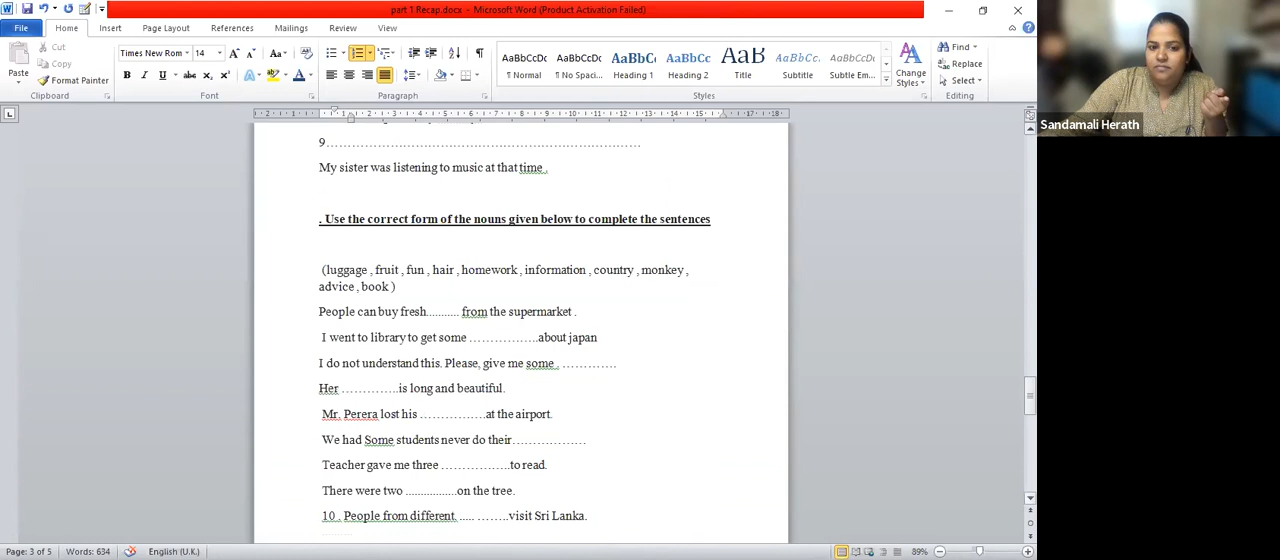 part 1 Recap.docx - Microsoft Word (Product Activation Failed)
File Home Insert Page Layout References Mailings Review View
Cut
Copy
Paste
Format Painter
Times New Rom 14
B I U abc x₂ x² A
Aa
AaBbCcDc AaBbCcDc AaBbCc AaBbCc AaB AaBbCcL AaBbCcDc
¶ Normal ¶ No Spaci... Heading 1 Heading 2 Title Subtitle Subtle Em...
Change
Styles
Find
Replace
Select
Clipboard Font Paragraph Styles Editing
Sandamali Herath
9……………………………………………………………
My sister was listening to music at that time .
. Use the correct form of the nouns given below to complete the sentences
(luggage , fruit , fun , hair , homework , information , country , monkey ,
advice , book )
People can buy fresh........... from the supermarket .
I went to library to get some ……………..about japan
I do not understand this. Please, give me some . ………….
Her …………..is long and beautiful.
Mr. Perera lost his ……………at the airport.
We had Some students never do their………………
Teacher gave me three ……………..to read.
There were two ................on the tree.
10 . People from different. ..... ……..visit Sri Lanka.
Page: 3 of 5 Words: 634 English (U.K.) 89%